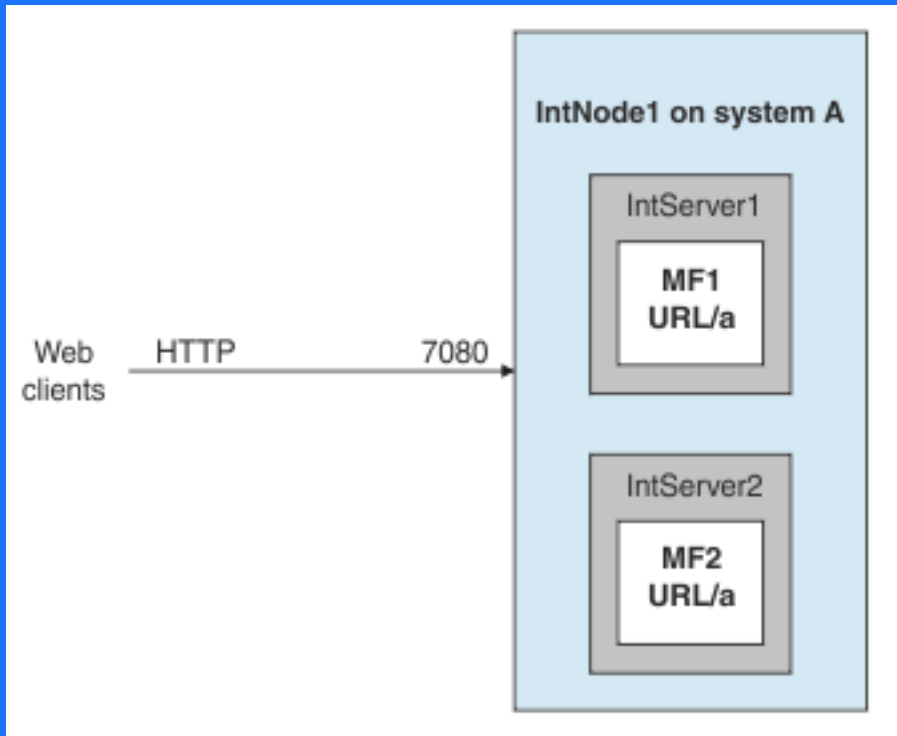 IntNode1 on system A
IntServer1
MF1
URL/a
Web
clients
HTTP
7080
IntServer2
MF2
URL/a